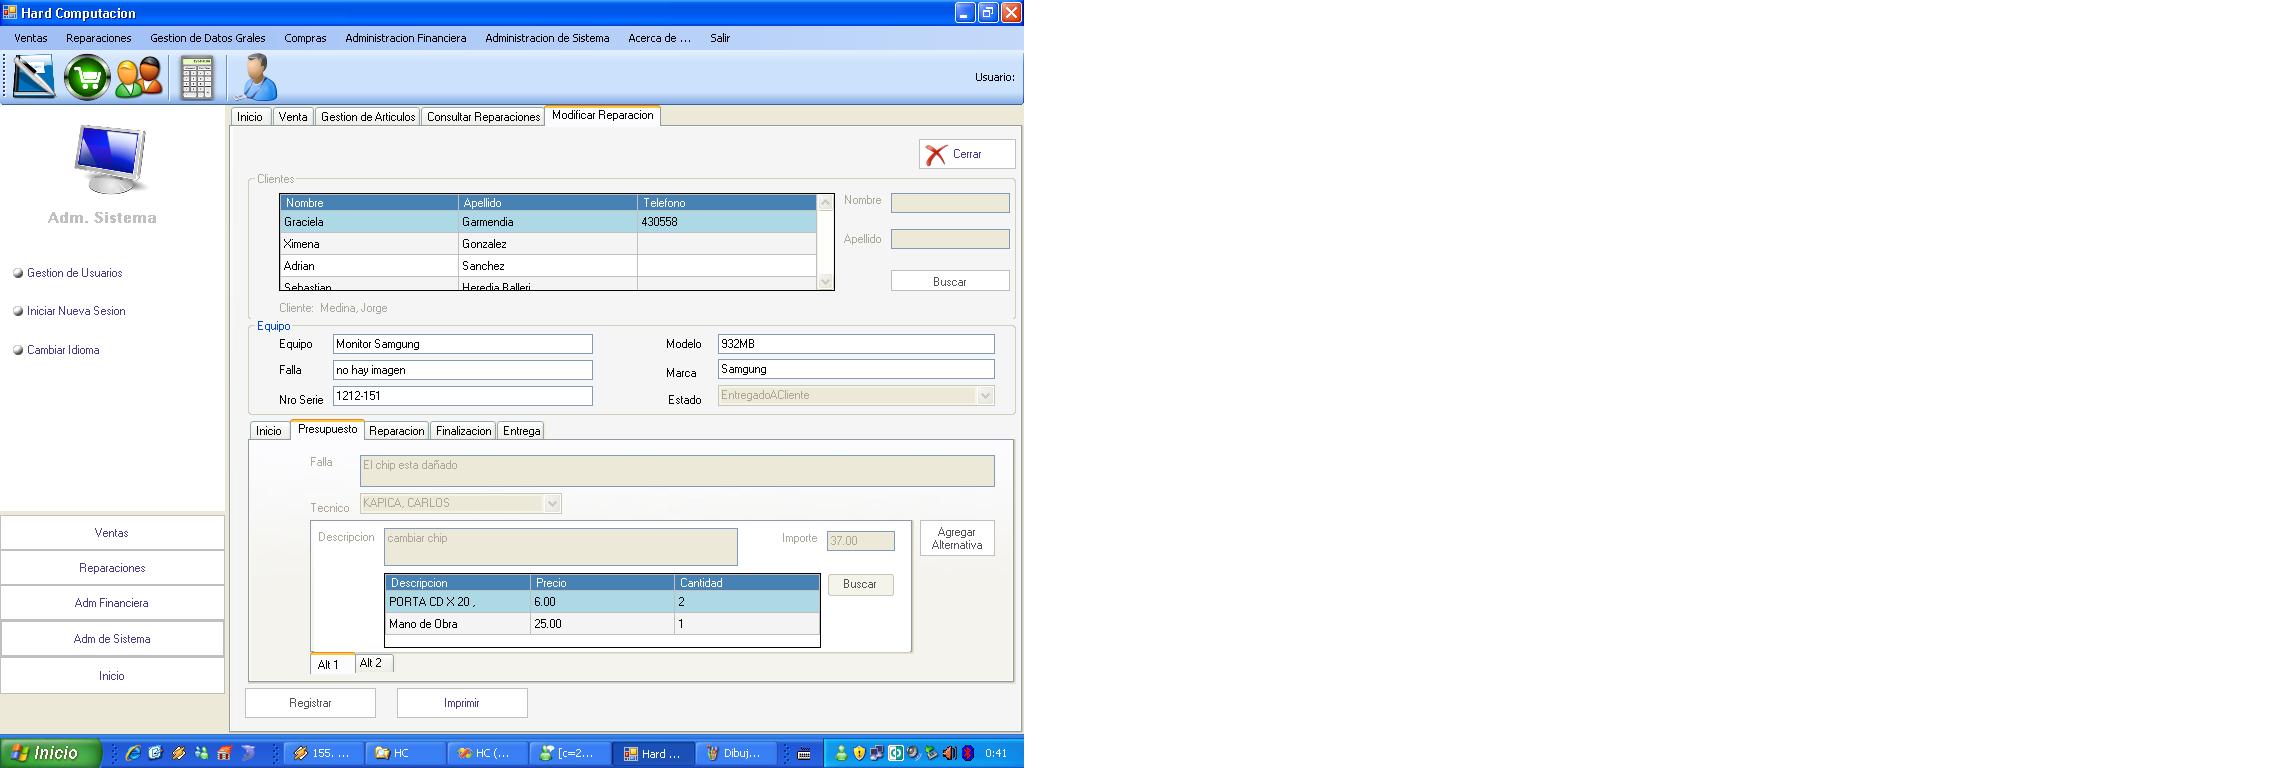 Hard Computacion
Ventas Reparaciones Gestion de Datos Grales Compras Administracion Financiera Administracion de Sistema Acerca de ... Salir
Usuario:
Inicio Venta Gestion de Articulos Consultar Reparaciones Modificar Reparacion
Adm. Sistema
Gestion de Usuarios
Iniciar Nueva Sesion
Cambiar Idioma
Ventas
Reparaciones
Adm Financiera
Adm de Sistema
Inicio
Cerrar
Clientes
Nombre Apellido Telefono
Graciela Garmendia 430558
Ximena Gonzalez
Adrian Sanchez
Sebastian Heredia Balleri
Nombre
Apellido
Buscar
Cliente: Medina, Jorge
Equipo
Equipo Monitor Samgung Modelo 932MB
Falla no hay imagen Marca Samgung
Nro Serie 1212-151 Estado EntregadoACliente
Inicio Presupuesto Reparacion Finalizacion Entrega
Falla El chip esta dañado
Tecnico KAPICA, CARLOS
Descripcion cambiar chip Importe 37.00
Agregar
Alternativa
Descripcion Precio Cantidad
PORTA CD X 20 , 6.00 2
Mano de Obra 25.00 1
Buscar
Alt 1 Alt 2
Registrar Imprimir
Inicio 155. ... HC HC (... [c=2... Hard ... Dibuj... 0:41